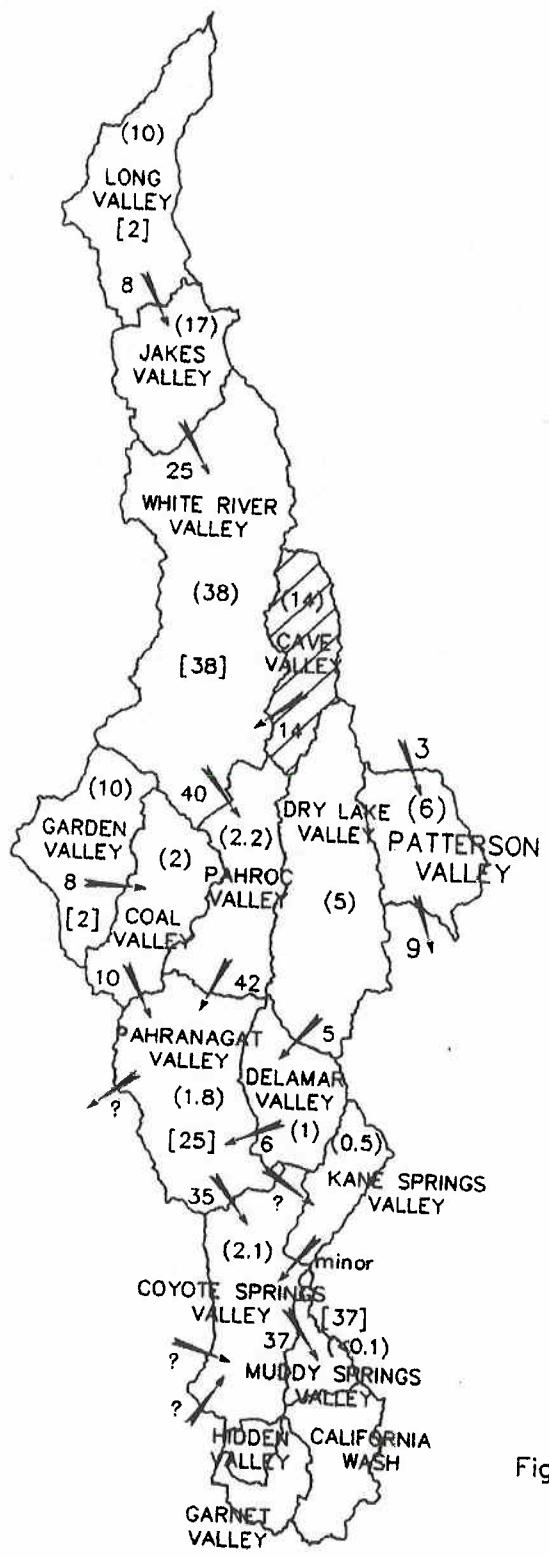 (10)
LONG
VALLEY
[2]
8
(17)
JAKES
VALLEY
25
WHITE RIVER
VALLEY
(38)
[38]
(14)
CAVE
VALLEY
14
3
40
(10)
GARDEN
VALLEY
8
[2]
(2)
COAL
VALLEY
10
(2.2)
PAHROC
VALLEY
42
DRY LAKE
VALLEY
(5)
5
(6)
PATTERSON
VALLEY
9
PAHRANAGAT
VALLEY
(1.8)
[25]
?
35
DELAMAR
VALLEY
(1)
6
?
(0.5)
KANE SPRINGS
VALLEY
minor
(2.1)
COYOTE SPRINGS
VALLEY
37
[37]
(<0.1)
MUDDY SPRINGS
VALLEY
?
?
HIDDEN
VALLEY
CALIFORNIA
WASH
GARNET
VALLEY
Fig